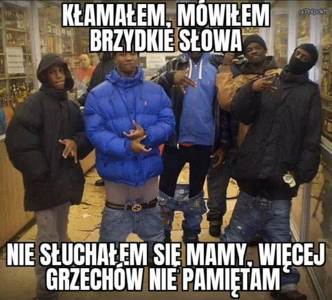 KŁAMAŁEM, MÓWIŁEM
BRZYDKIE SŁOWA
NIE SŁUCHAŁEM SIĘ MAMY, WIĘCEJ
GRZECHÓW NIE PAMIĘTAM